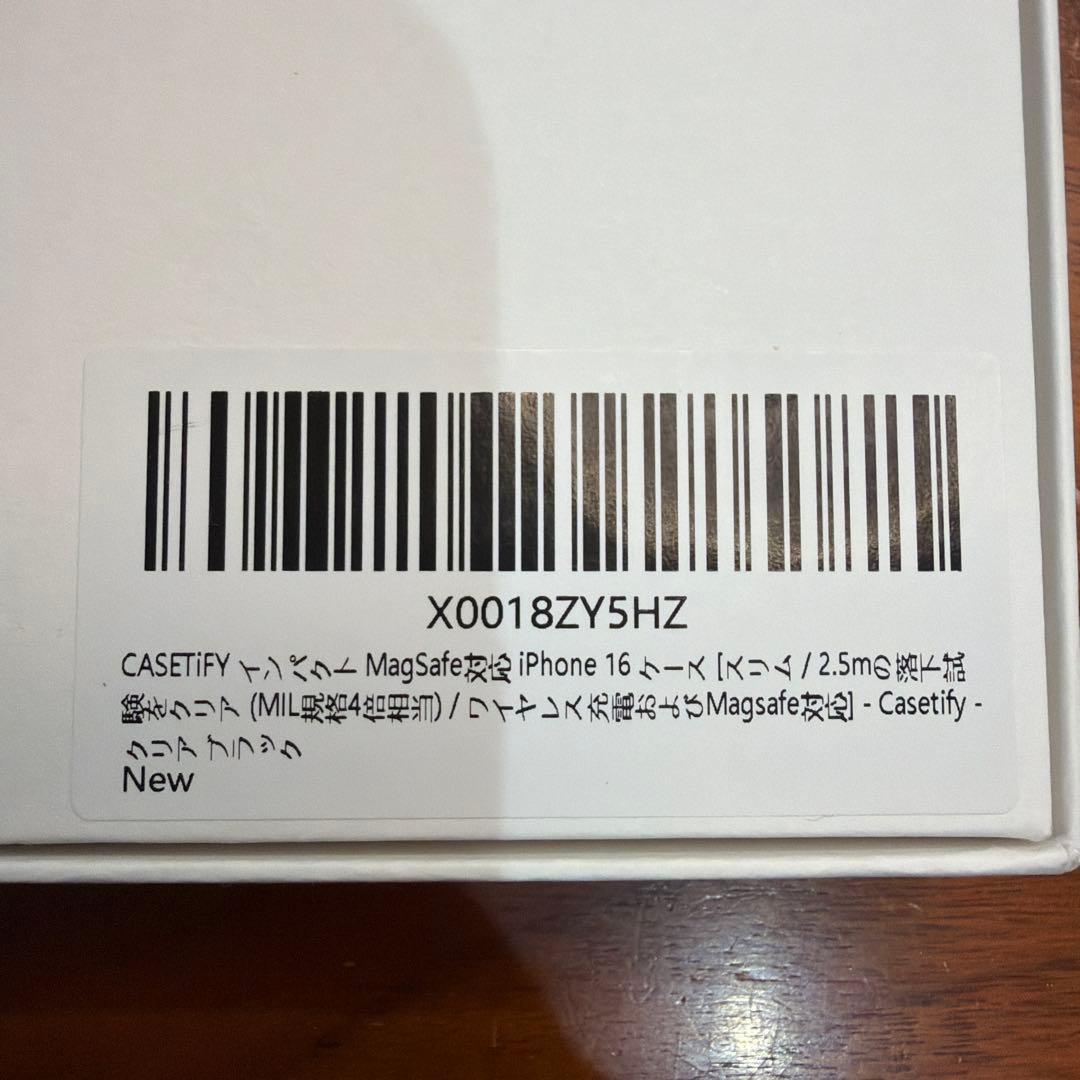 X0018ZY5HZ
CASETiFY インパクト MagSafe対応 iPhone 16 ケース [スリム / 2.5mの落下試
験をクリア (MIL規格4倍相当) / ワイヤレス充電およびMagsafe対応] - Casetify -
クリア ブラック
New